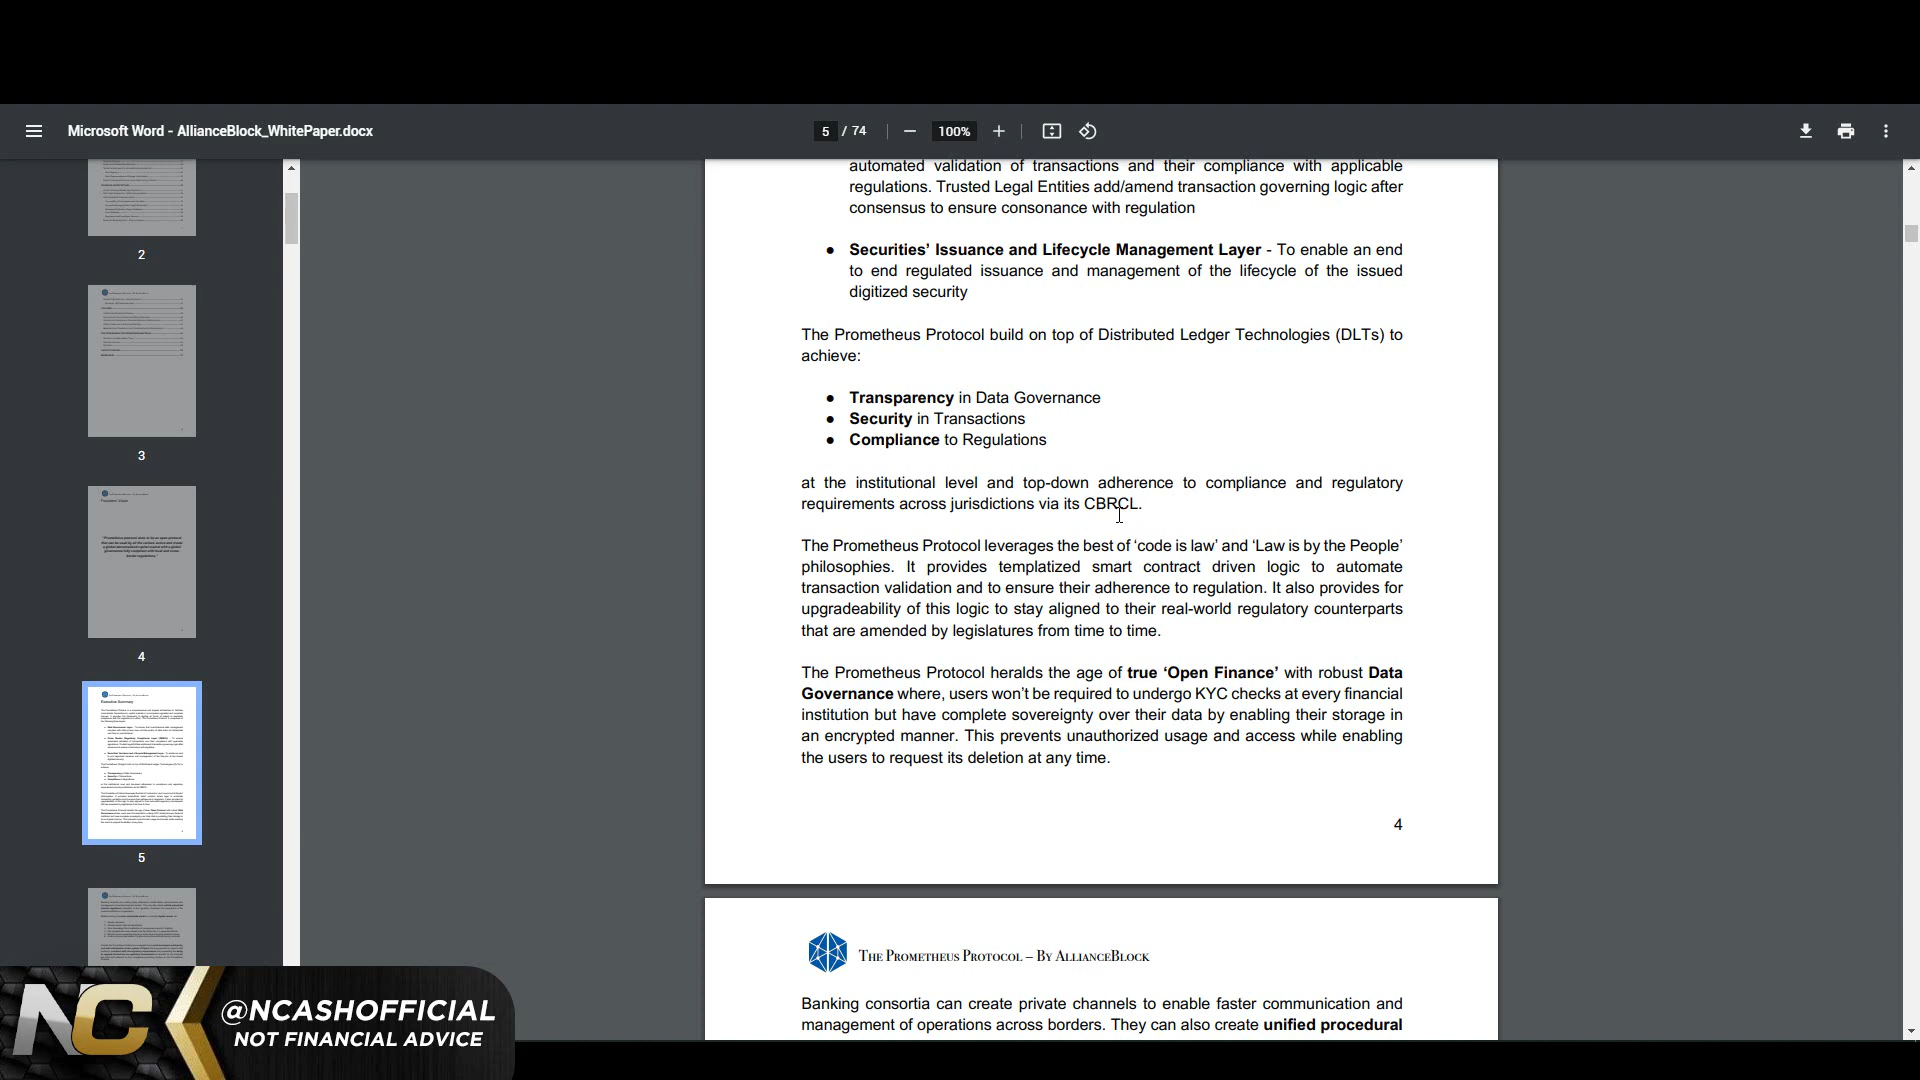 Microsoft Word - AllianceBlock_WhitePaper.docx
5 / 74
100%
2
3
4
5
automated validation of transactions and their compliance with applicable
regulations. Trusted Legal Entities add/amend transaction governing logic after
consensus to ensure consonance with regulation
● Securities’ Issuance and Lifecycle Management Layer - To enable an end
to end regulated issuance and management of the lifecycle of the issued
digitized security
The Prometheus Protocol build on top of Distributed Ledger Technologies (DLTs) to
achieve:
● Transparency in Data Governance
● Security in Transactions
● Compliance to Regulations
at the institutional level and top-down adherence to compliance and regulatory
requirements across jurisdictions via its CBRCL.
The Prometheus Protocol leverages the best of ‘code is law’ and ‘Law is by the People’
philosophies. It provides templatized smart contract driven logic to automate
transaction validation and to ensure their adherence to regulation. It also provides for
upgradeability of this logic to stay aligned to their real-world regulatory counterparts
that are amended by legislatures from time to time.
The Prometheus Protocol heralds the age of true ‘Open Finance’ with robust Data
Governance where, users won’t be required to undergo KYC checks at every financial
institution but have complete sovereignty over their data by enabling their storage in
an encrypted manner. This prevents unauthorized usage and access while enabling
the users to request its deletion at any time.
4
The Prometheus Protocol – By AllianceBlock
Banking consortia can create private channels to enable faster communication and
management of operations across borders. They can also create unified procedural
NC
@NCASHOFFICIAL
NOT FINANCIAL ADVICE